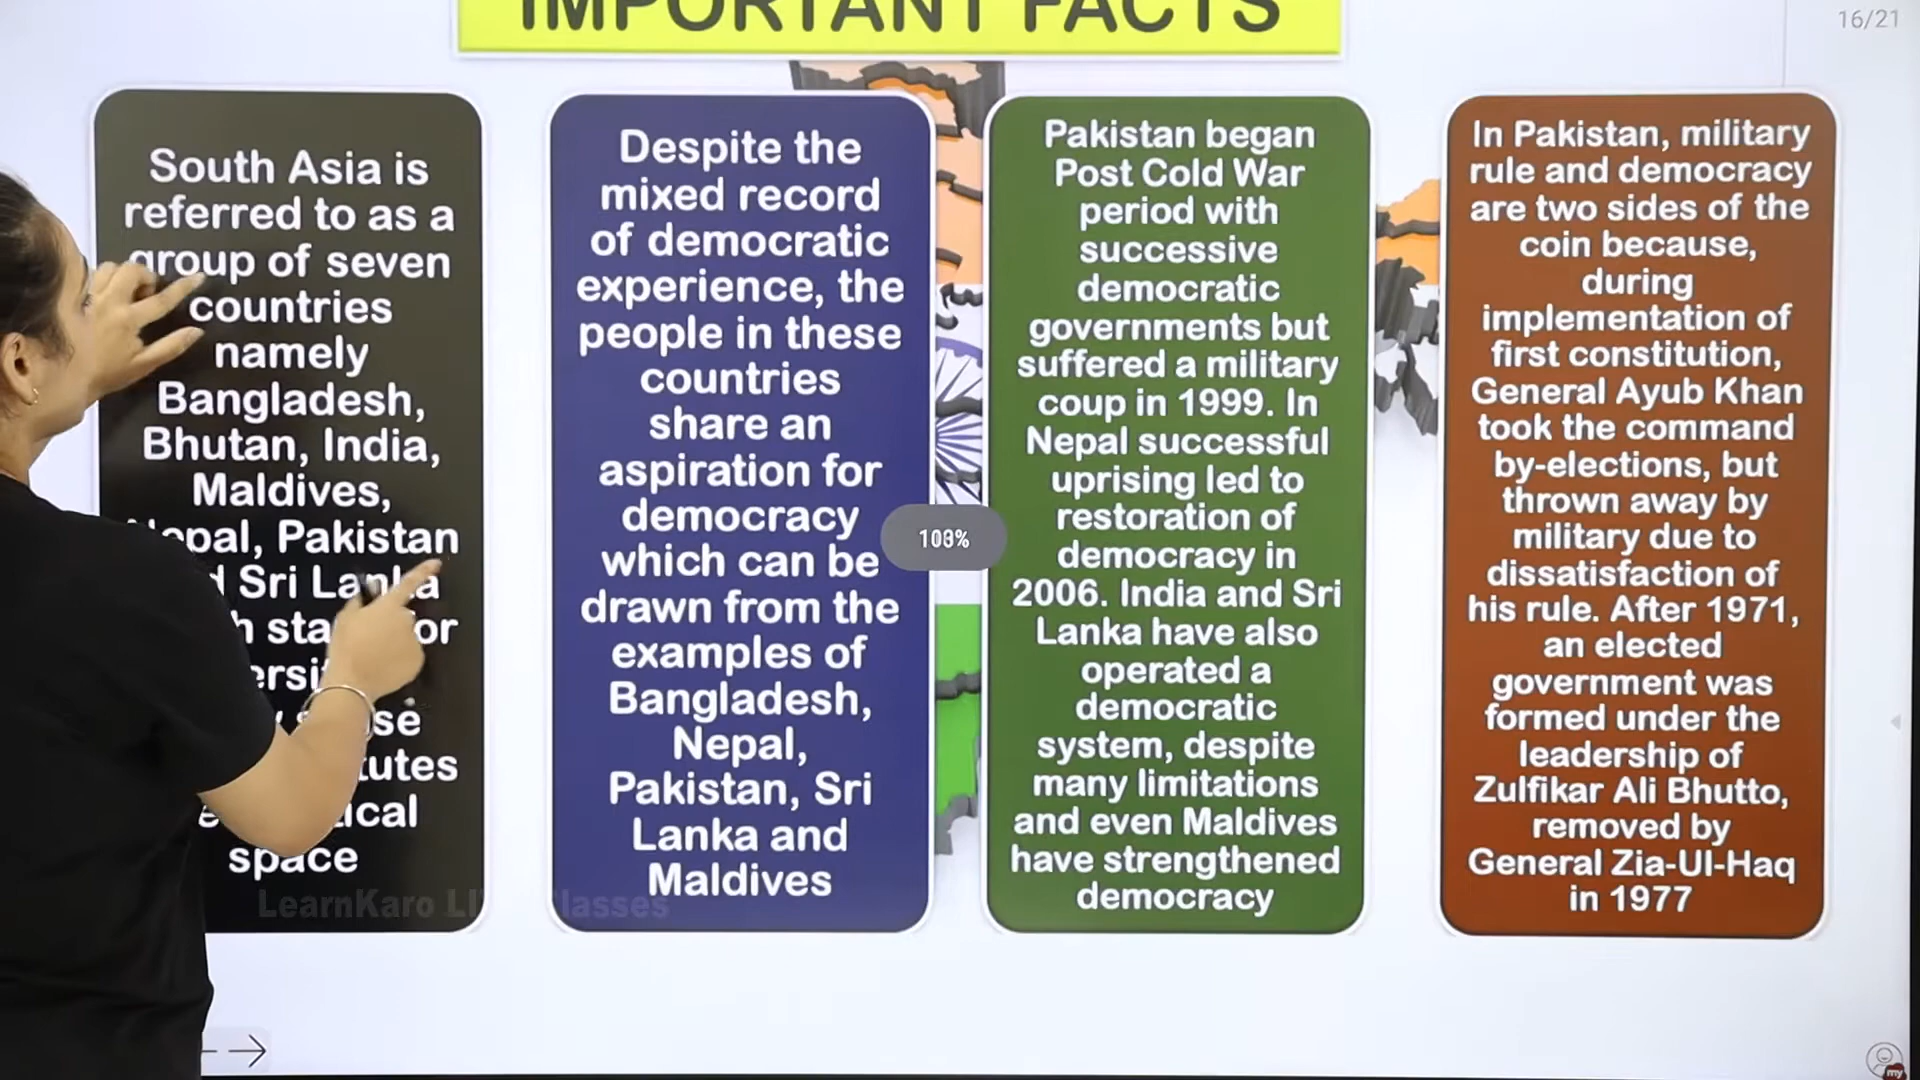 IMPORTANT FACTS
16/21
South Asia is
referred to as a
group of seven
countries
namely
Bangladesh,
Bhutan, India,
Maldives,
Nepal, Pakistan
Sri Lanka
space
Despite the
mixed record
of democratic
experience, the
people in these
countries
share an
aspiration for
democracy
which can be
drawn from the
examples of
Bangladesh,
Nepal,
Pakistan, Sri
Lanka and
Maldives
Pakistan began
Post Cold War
period with
successive
democratic
governments but
suffered a military
coup in 1999. In
Nepal successful
uprising led to
restoration of
democracy in
2006. India and Sri
Lanka have also
operated a
democratic
system, despite
many limitations
and even Maldives
have strengthened
democracy
In Pakistan, military
rule and democracy
are two sides of the
coin because,
during
implementation of
first constitution,
General Ayub Khan
took the command
by-elections, but
thrown away by
military due to
dissatisfaction of
his rule. After 1971,
an elected
government was
formed under the
leadership of
Zulfikar Ali Bhutto,
removed by
General Zia-Ul-Haq
in 1977
LearnKaro Classes
my